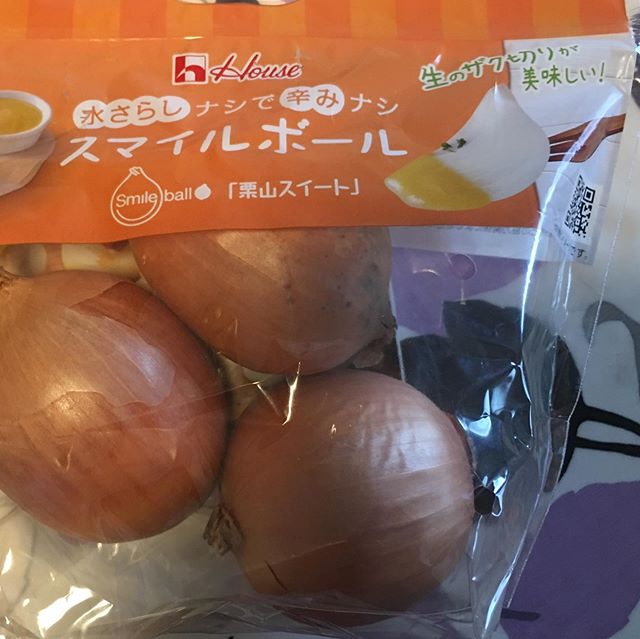 House
生のザク切りが
美味しい!
水さらしナシで辛みナシ
スマイルボール
Smile ball
「栗山スイート」